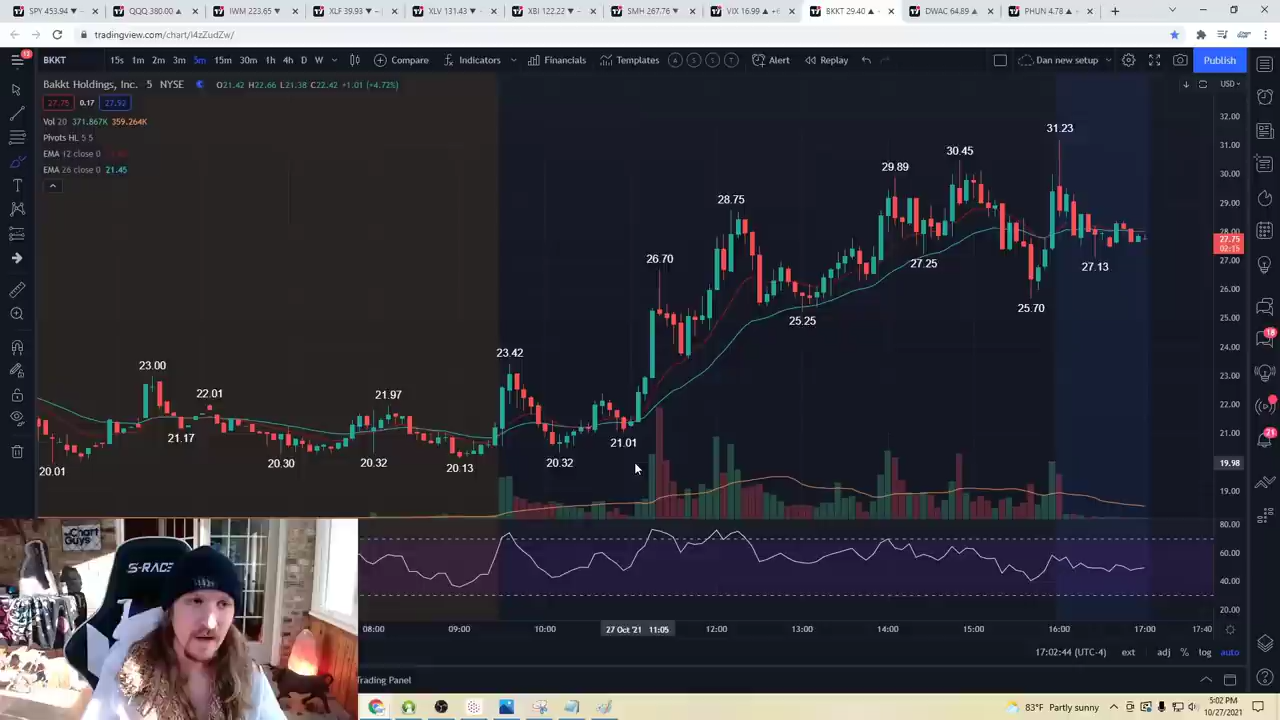 SPY 453.94
QQQ 380.00
IWM 223.65
XLF 39.93
XLV 131.43
XBI 122.22
SMH 267.76
VIX 16.99
BKKT 29.40
DWAC 64.89
PHUN 4.78
tradingview.com/chart/l4zZudZw/
13
BKKT 15s 1m 2m 3m 5m 15m 30m 1h 4h D W Compare Indicators Financials Templates A S S T Alert Replay Dan new setup Publish
Bakkt Holdings, Inc. 5 NYSE O21.42 H22.66 L21.38 C22.42 +1.01 (+4.72%)
USD
27.75 0.17 27.92
Vol 20 371.867K 359.264K
Pivots HL 5 5
EMA 12 close 0
EMA 26 close 0 21.45
32.00
31.23
31.00
30.45
30.00
29.89
29.00
28.75
28.00
27.75
02:15
27.25
27.13
27.00
26.70
26.00
25.70
25.25
25.00
24.00
23.42
23.00
23.00
22.01
21.97
22.00
21.17
21.01
21.00
20.30
20.32
20.13
20.32
20.01
19.98
19.00
18
21
80.00
60.00
40.00
20.00
Chart Guys
S-RACER
08:00 09:00 10:00 27 Oct '21 11:05 12:00 13:00 14:00 15:00 16:00 17:00 17:40
17:02:44 (UTC-4) ext adj % log auto
Trading Panel
83°F Partly sunny
5:02 PM
10/27/2021